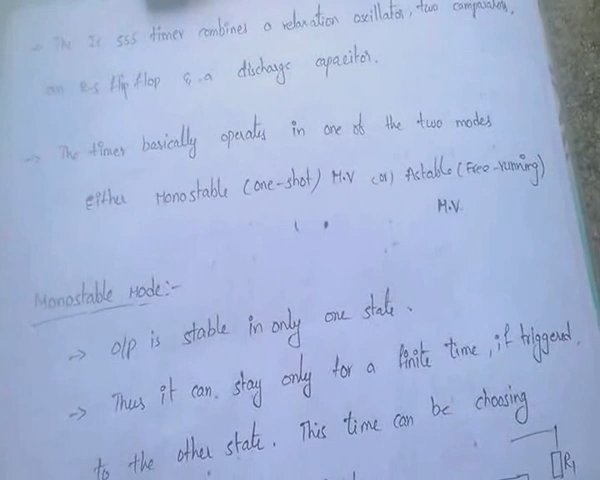 → The Ic 555 timer combines a relaxation oscillator, two comparators,
an R-S flip flop & a discharge capacitor.
→ The timer basically operates in one of the two modes
either Monostable (one-shot) M.V (or) Astable (Free-running)
M.V.
Monostable Mode:-
→ O/p is stable in only one state.
→ Thus it can stay only for a finite time, if triggered.
to the other state. This time can be choosing
R1